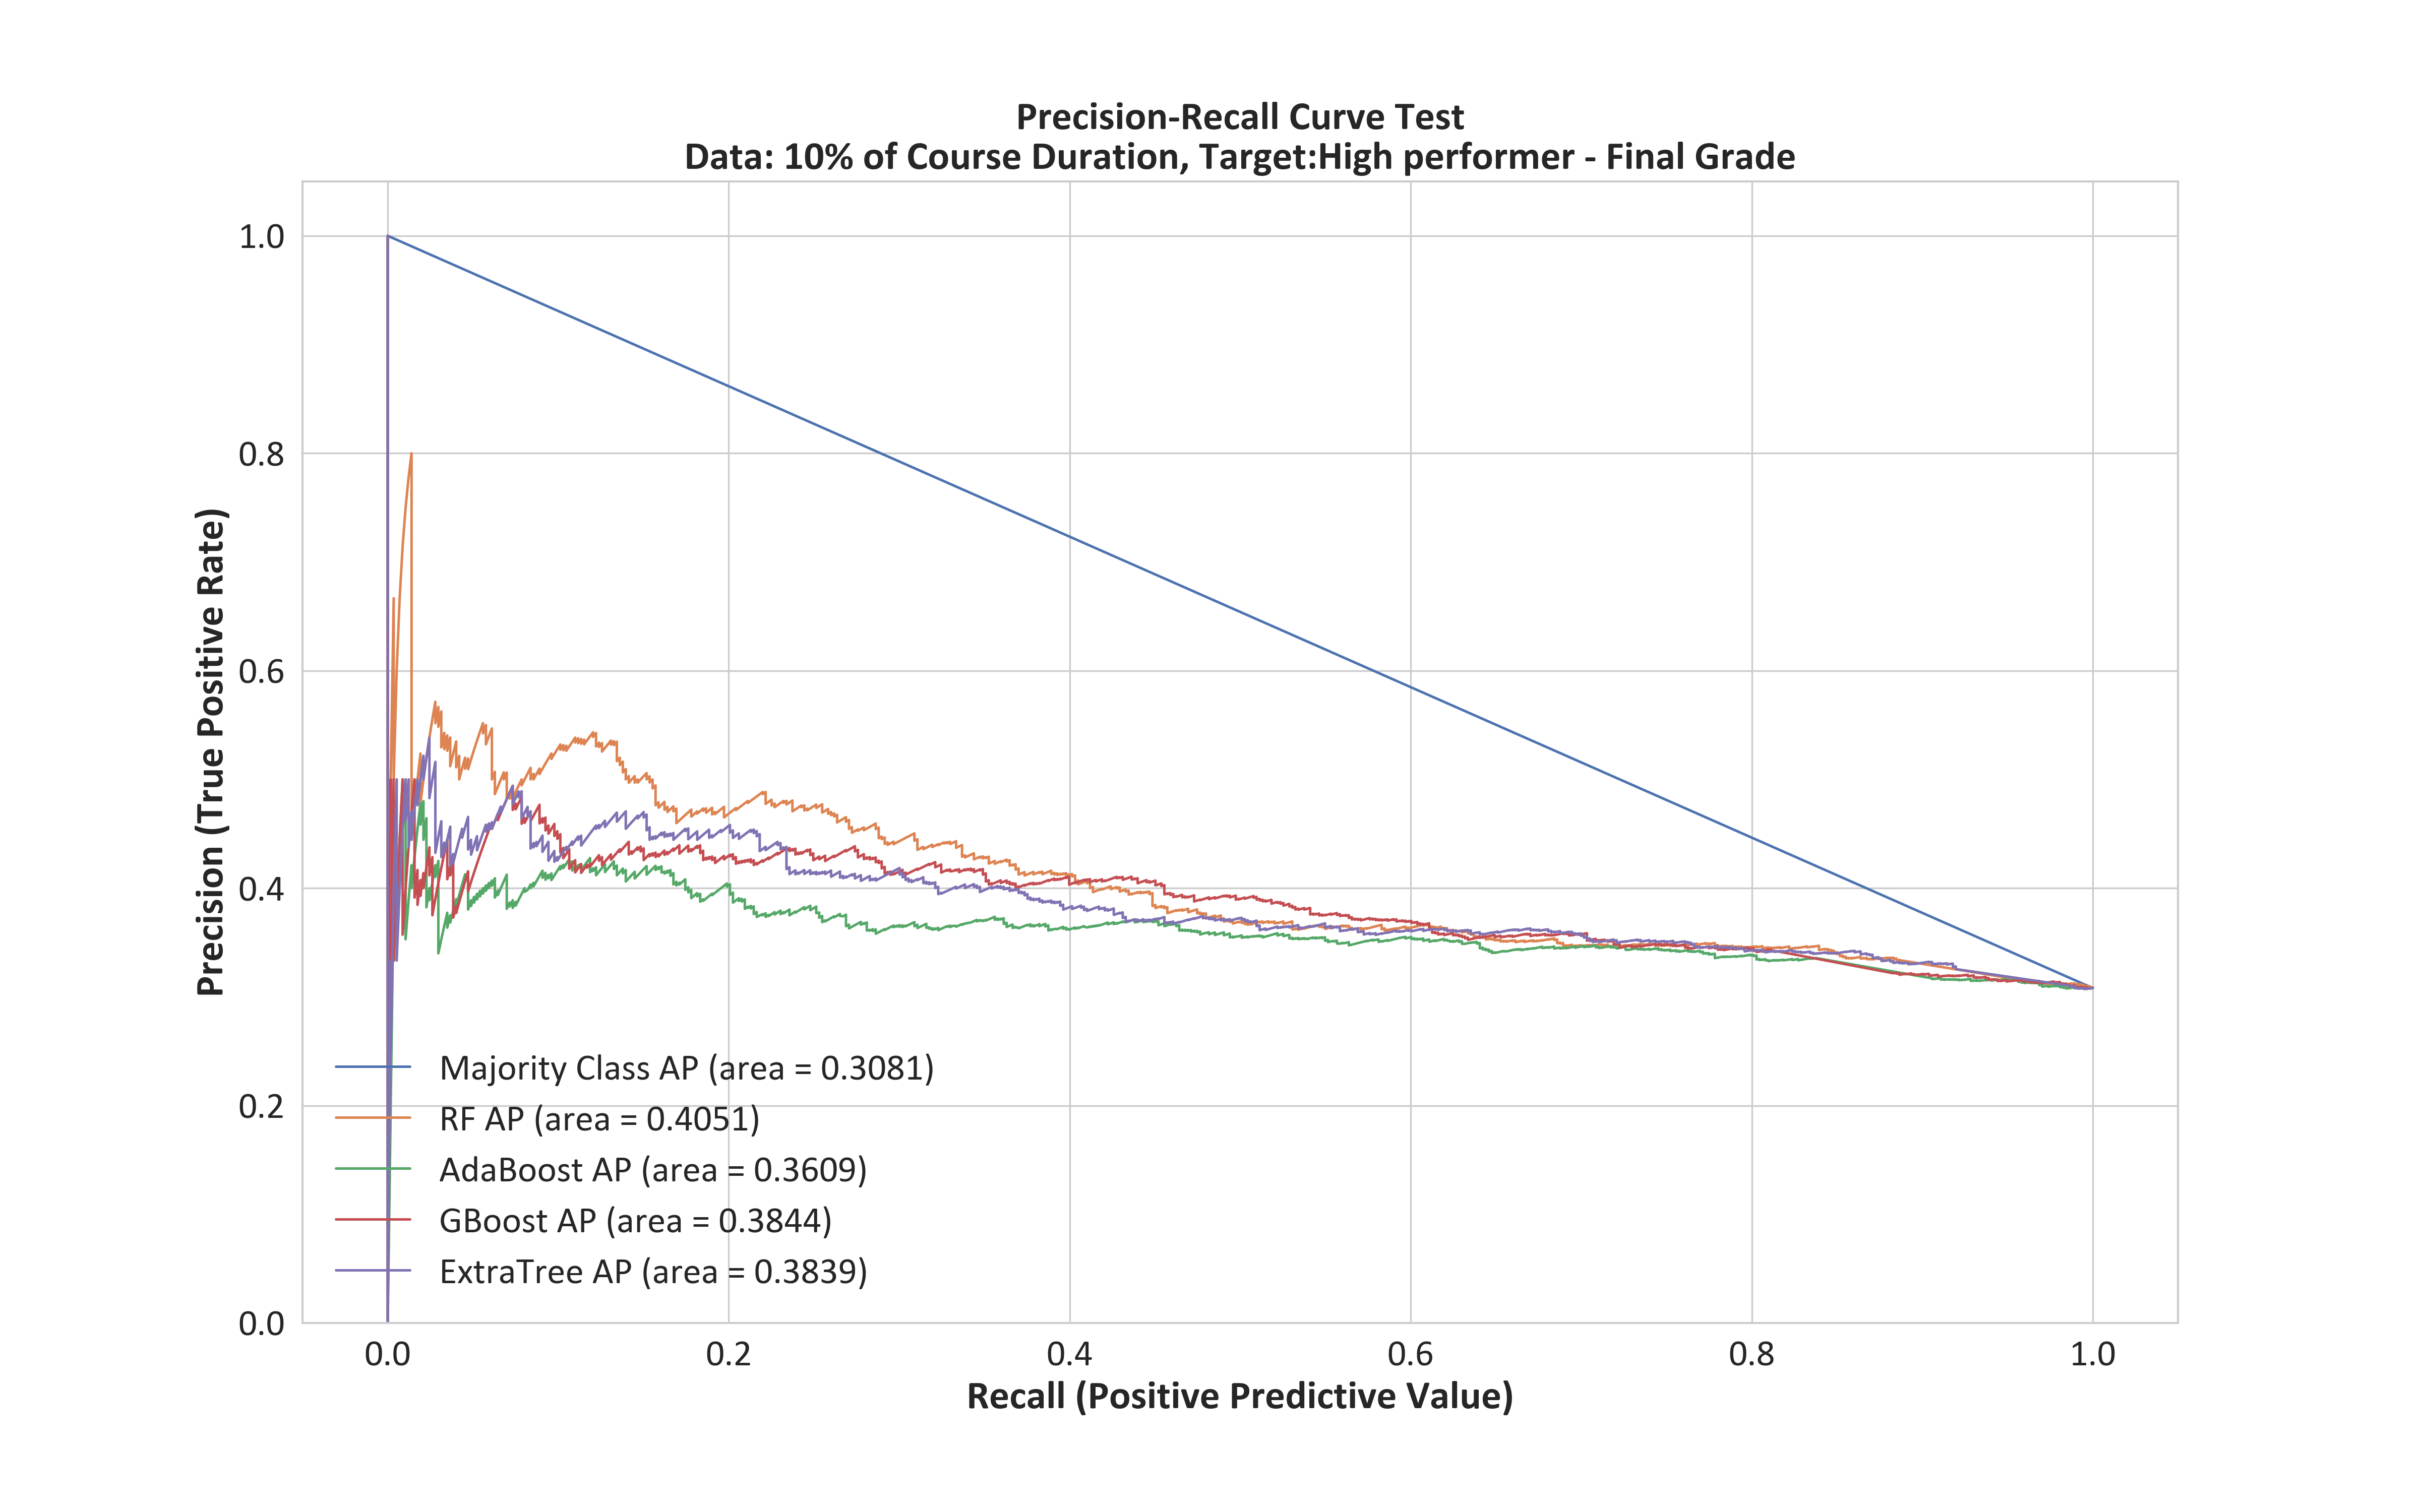 Precision-Recall Curve Test
Data: 10% of Course Duration, Target:High performer - Final Grade
Precision (True Positive Rate)
1.0
0.8
0.6
0.4
0.2
0.0
Majority Class AP (area = 0.3081)
RF AP (area = 0.4051)
AdaBoost AP (area = 0.3609)
GBoost AP (area = 0.3844)
ExtraTree AP (area = 0.3839)
0.0 0.2 0.4 0.6 0.8 1.0
Recall (Positive Predictive Value)